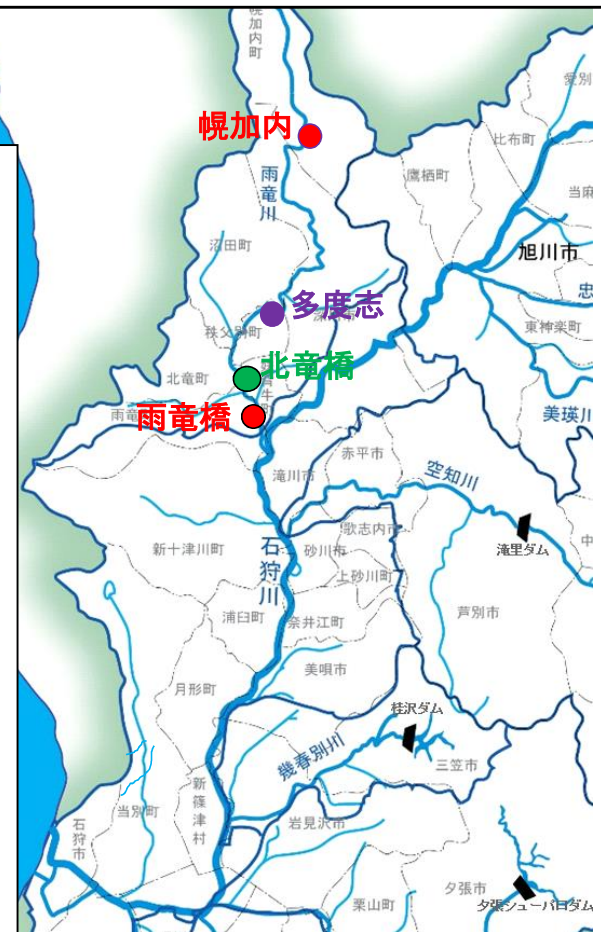 幌加内町
愛別
比布町
幌加内
鷹栖町
当麻
雨竜川
沼田町
旭川市
忠
多度志
秩父別町
東神楽町
北竜橋
北竜町
雨竜
雨竜橋
美瑛川
赤平市
空知川
滝川市
歌志内市
新十津川町
石狩川
砂川市
滝里ダム
中
上砂川町
浦臼町
奈井江町
芦別市
美唄市
月形町
桂沢ダム
幾春別川
三笠市
新篠津村
当別町
石狩市
岩見沢市
夕張市
栗山町
夕張シューパロダム